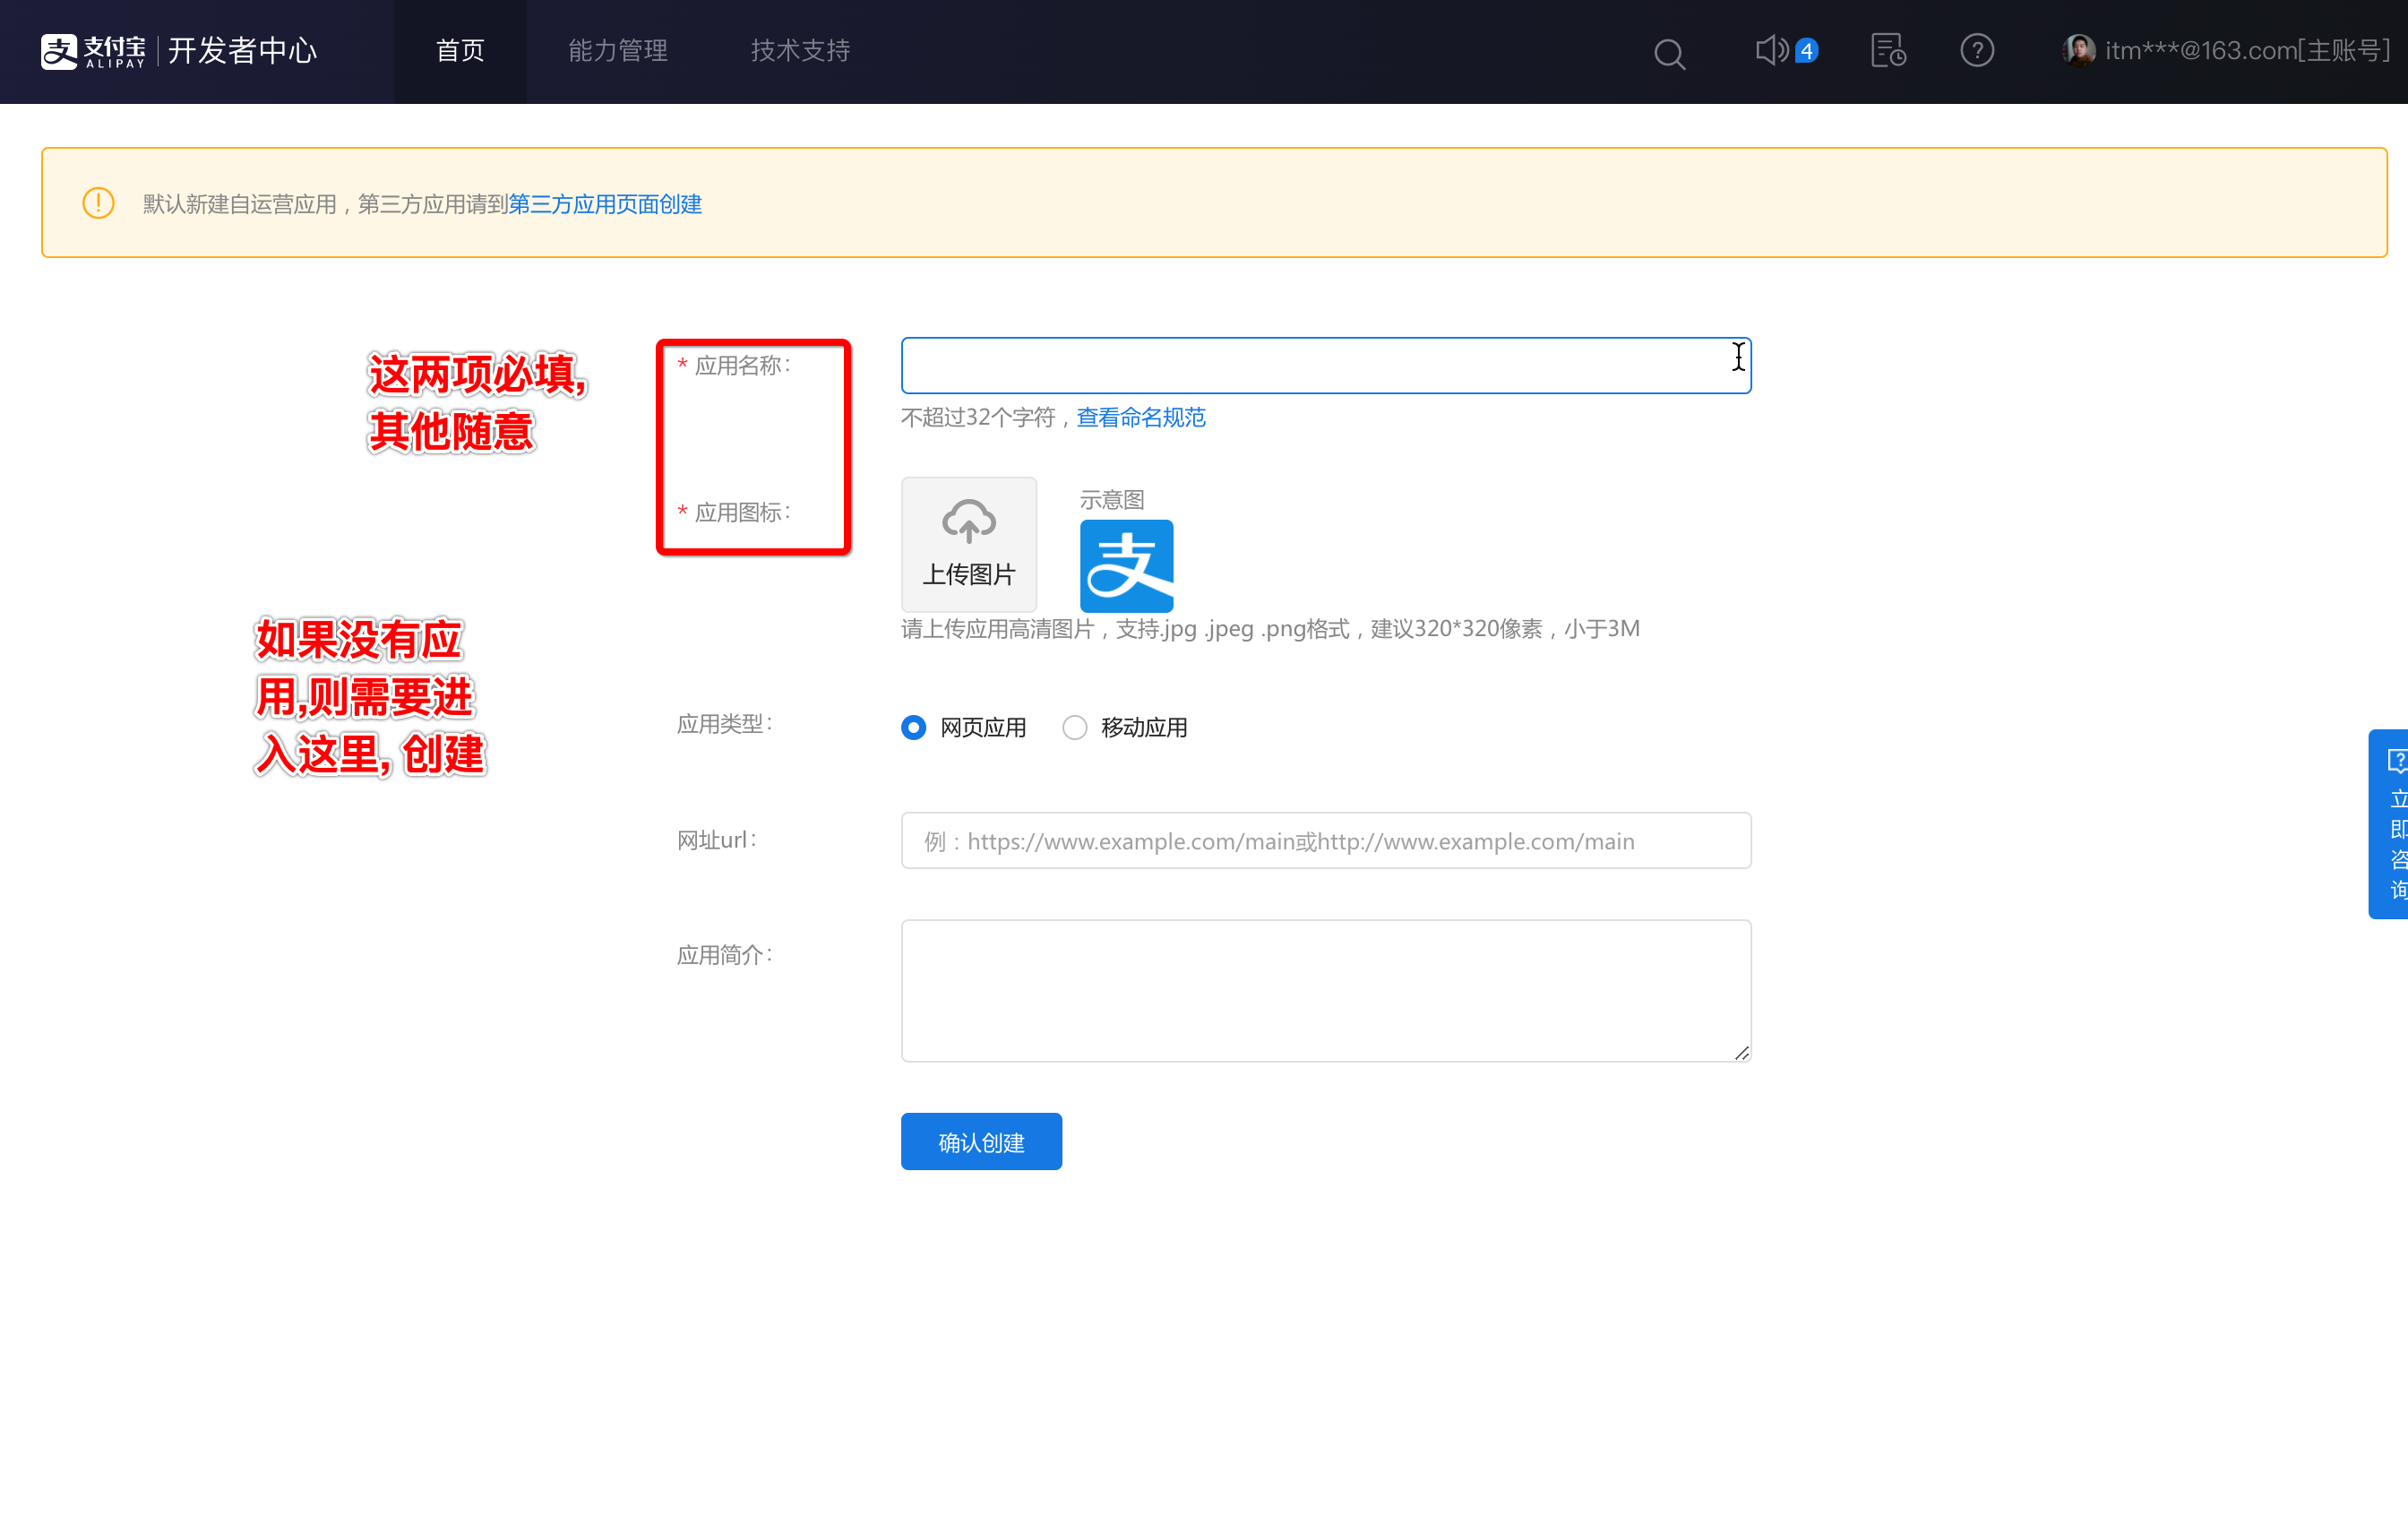 支付宝 ALIPAY 开发者中心 首页 能力管理 技术支持 4 itm***@163.com[主账号]
默认新建自运营应用，第三方应用请到第三方应用页面创建
这两项必填,
其他随意
* 应用名称：
不超过32个字符，查看命名规范
* 应用图标：
上传图片
示意图
支
请上传应用高清图片，支持.jpg .jpeg .png格式，建议320*320像素，小于3M
如果没有应
用,则需要进
入这里, 创建
应用类型： 网页应用 移动应用
网址url： 例：https://www.example.com/main或http://www.example.com/main
应用简介：
确认创建
立
即
咨
询